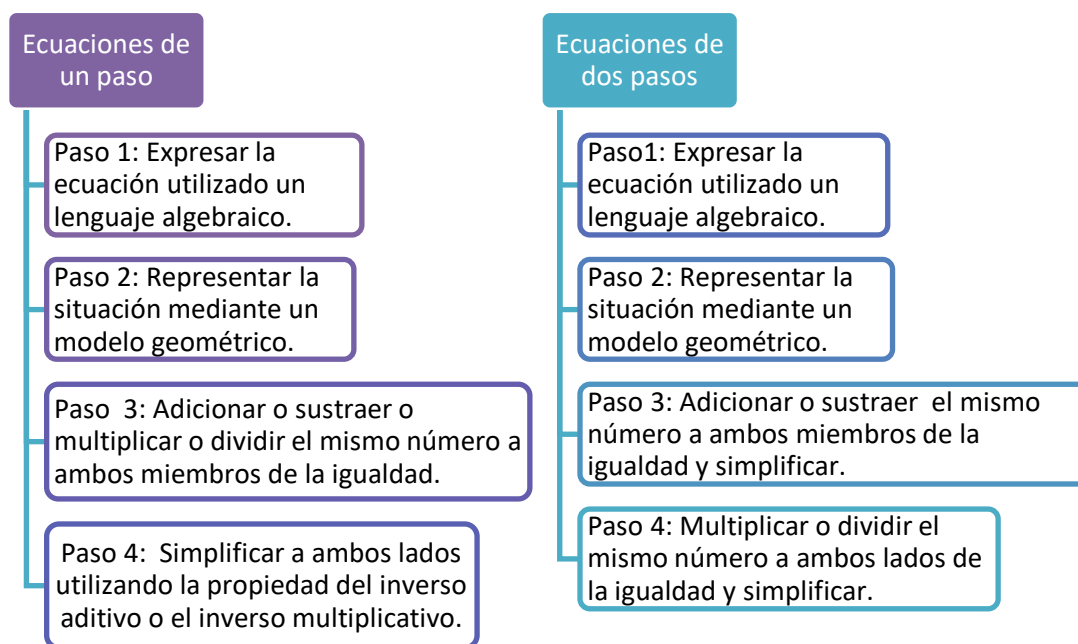 Ecuaciones de
un paso
Paso 1: Expresar la
ecuación utilizado un
lenguaje algebraico.
Paso 2: Representar la
situación mediante un
modelo geométrico.
Paso 3: Adicionar o sustraer o
multiplicar o dividir el mismo número a
ambos miembros de la igualdad.
Paso 4: Simplificar a ambos lados
utilizando la propiedad del inverso
aditivo o el inverso multiplicativo.
Ecuaciones de
dos pasos
Paso1: Expresar la
ecuación utilizado un
lenguaje algebraico.
Paso 2: Representar la
situación mediante un
modelo geométrico.
Paso 3: Adicionar o sustraer el mismo
número a ambos miembros de la
igualdad y simplificar.
Paso 4: Multiplicar o dividir el
mismo número a ambos lados de
la igualdad y simplificar.